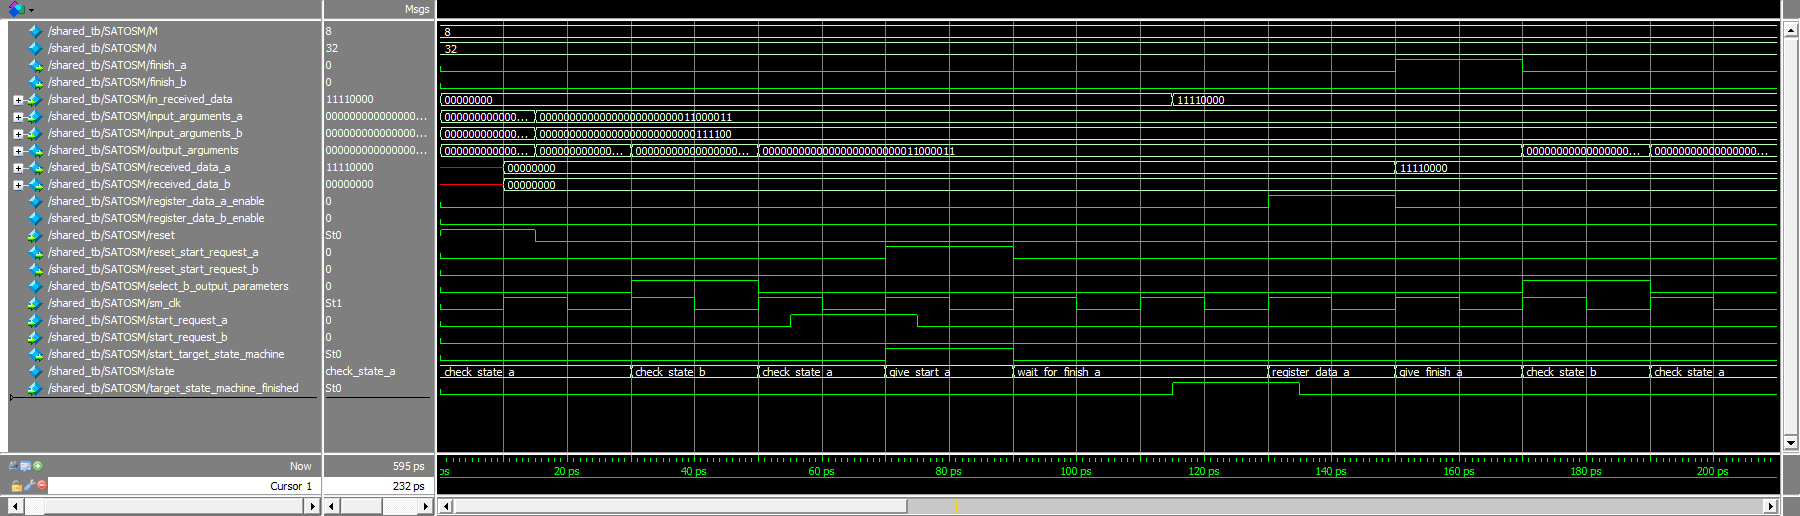 Msgs
/shared_tb/SATOSM/M 8 8
/shared_tb/SATOSM/N 32 32
/shared_tb/SATOSM/finish_a 0
/shared_tb/SATOSM/finish_b 0
/shared_tb/SATOSM/in_received_data 11110000 00000000 11110000
/shared_tb/SATOSM/input_arguments_a 000000000000000... 000000000000... 00000000000000000000000011000011
/shared_tb/SATOSM/input_arguments_b 000000000000000... 000000000000... 00000000000000000000000000111100
/shared_tb/SATOSM/output_arguments 000000000000000... 000000000000... 000000000000... 00000000000000000... 00000000000000000000000011000011 00000000000000000... 00000000000000000...
/shared_tb/SATOSM/received_data_a 11110000 00000000 11110000
/shared_tb/SATOSM/received_data_b 00000000 00000000
/shared_tb/SATOSM/register_data_a_enable 0
/shared_tb/SATOSM/register_data_b_enable 0
/shared_tb/SATOSM/reset St0
/shared_tb/SATOSM/reset_start_request_a 0
/shared_tb/SATOSM/reset_start_request_b 0
/shared_tb/SATOSM/select_b_output_parameters 0
/shared_tb/SATOSM/sm_clk St1
/shared_tb/SATOSM/start_request_a 0
/shared_tb/SATOSM/start_request_b 0
/shared_tb/SATOSM/start_target_state_machine St0
/shared_tb/SATOSM/state check_state_a check_state_a check_state_b check_state_a give_start_a wait_for_finish_a register_data_a give_finish_a check_state_b check_state_a
/shared_tb/SATOSM/target_state_machine_finished St0
Now 595 ps ps 20 ps 40 ps 60 ps 80 ps 100 ps 120 ps 140 ps 160 ps 180 ps 200 ps
Cursor 1 232 ps